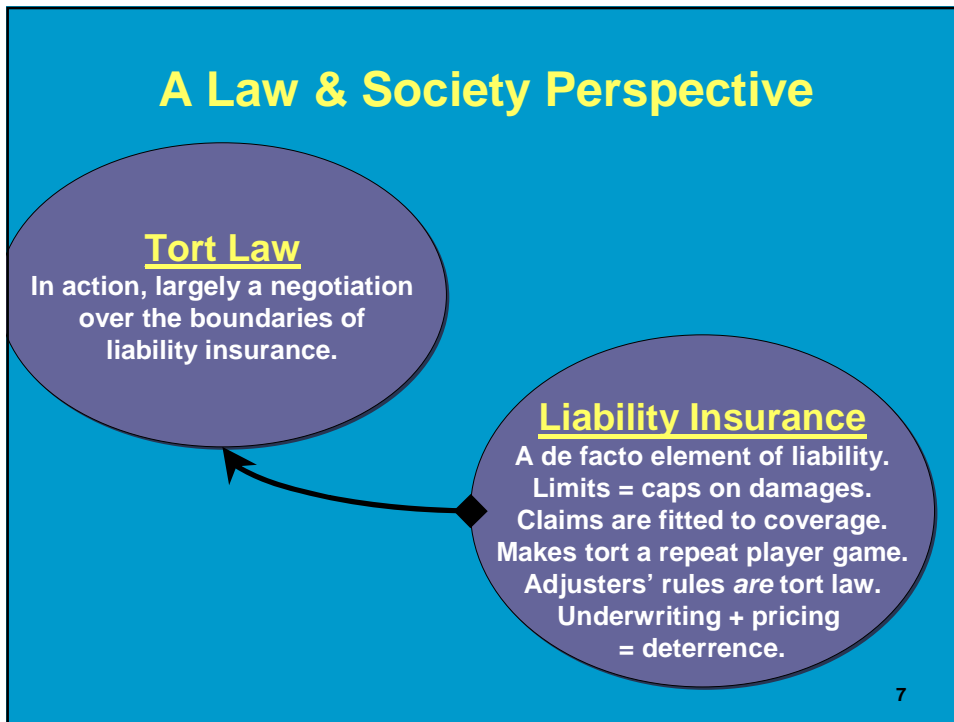 A Law & Society Perspective
Tort Law
In action, largely a negotiation
over the boundaries of
liability insurance.
Liability Insurance
A de facto element of liability.
Limits = caps on damages.
Claims are fitted to coverage.
Makes tort a repeat player game.
Adjusters’ rules are tort law.
Underwriting + pricing
= deterrence.
7